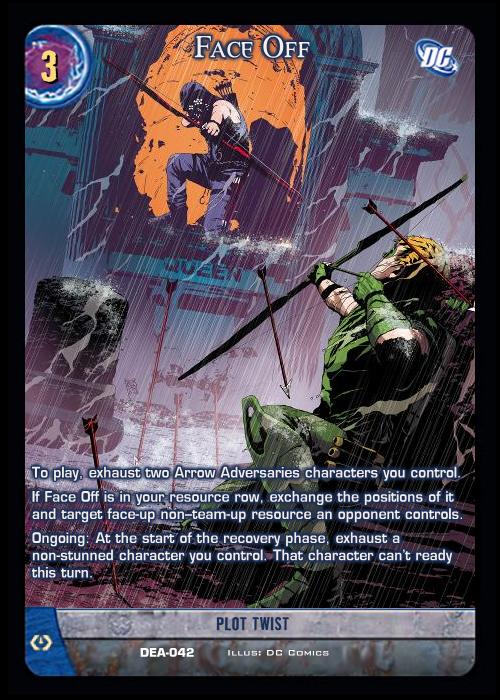 Face Off
DC
3
QUEEN
To play, exhaust two Arrow Adversaries characters you control.
If Face Off is in your resource row, exchange the positions of it
and target face-up non-team-up resource an opponent controls.
Ongoing: At the start of the recovery phase, exhaust a
non-stunned character you control. That character can't ready
this turn.
PLOT TWIST
DEA-042 Illus: DC Comics